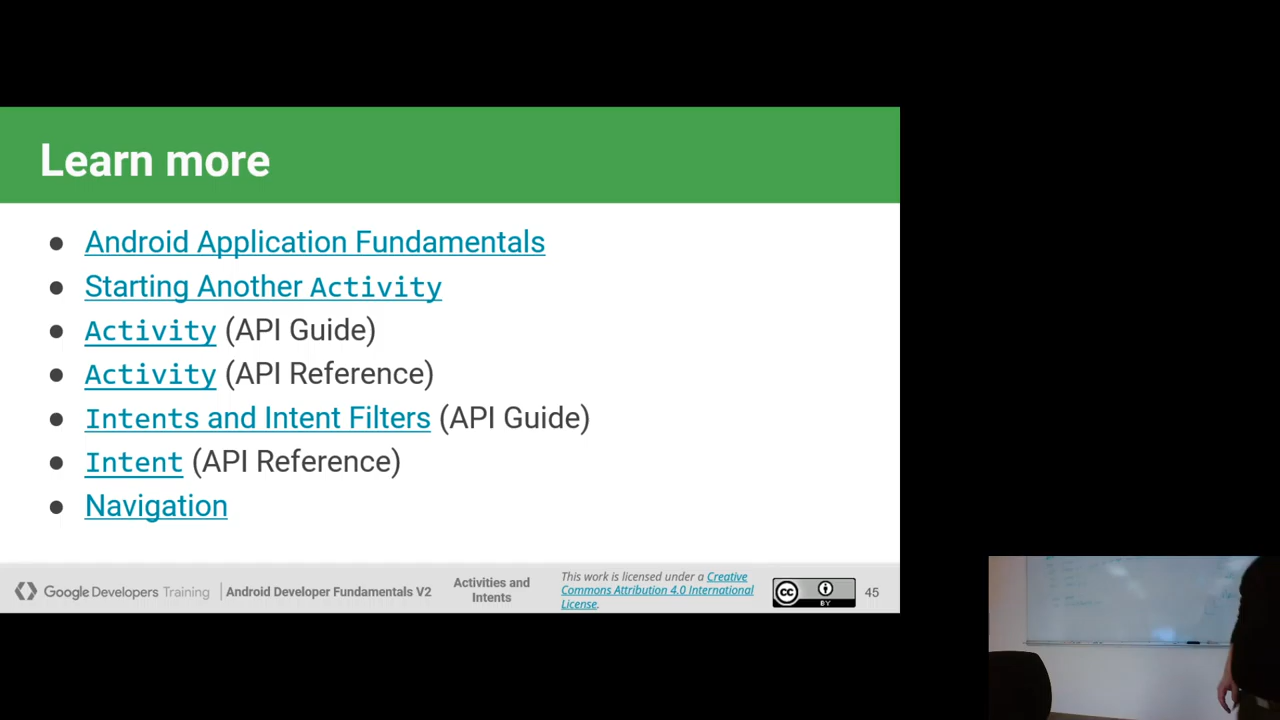 Learn more
● Android Application Fundamentals
● Starting Another Activity
● Activity (API Guide)
● Activity (API Reference)
● Intents and Intent Filters (API Guide)
● Intent (API Reference)
● Navigation
Google Developers Training
Android Developer Fundamentals V2
Activities and
Intents
This work is licensed under a Creative
Commons Attribution 4.0 International
License.
cc
BY
45